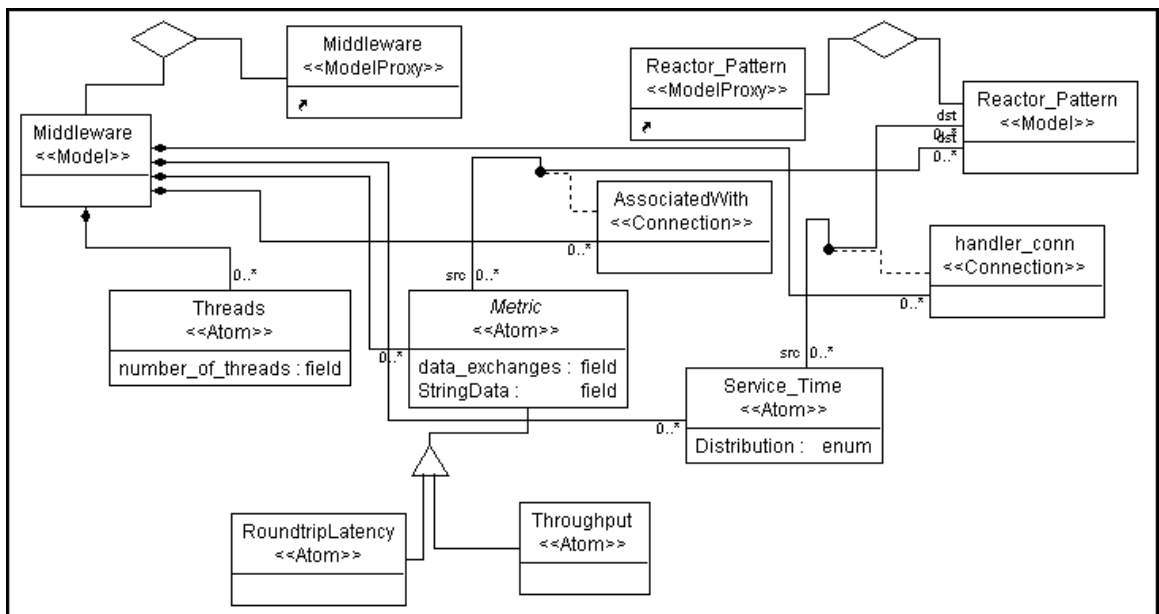 Middleware
<<ModelProxy>>
Reactor_Pattern
<<ModelProxy>>
Reactor_Pattern
<<Model>>
Middleware
<<Model>>
dst
0..*
dst
0..*
AssociatedWith
<<Connection>>
0..*
handler_conn
<<Connection>>
0..*
0..*
src 0..*
Threads
<<Atom>>
number_of_threads : field
Metric
<<Atom>>
0..*
data_exchanges : field
StringData : field
src 0..*
Service_Time
<<Atom>>
0..*
Distribution : enum
RoundtripLatency
<<Atom>>
Throughput
<<Atom>>